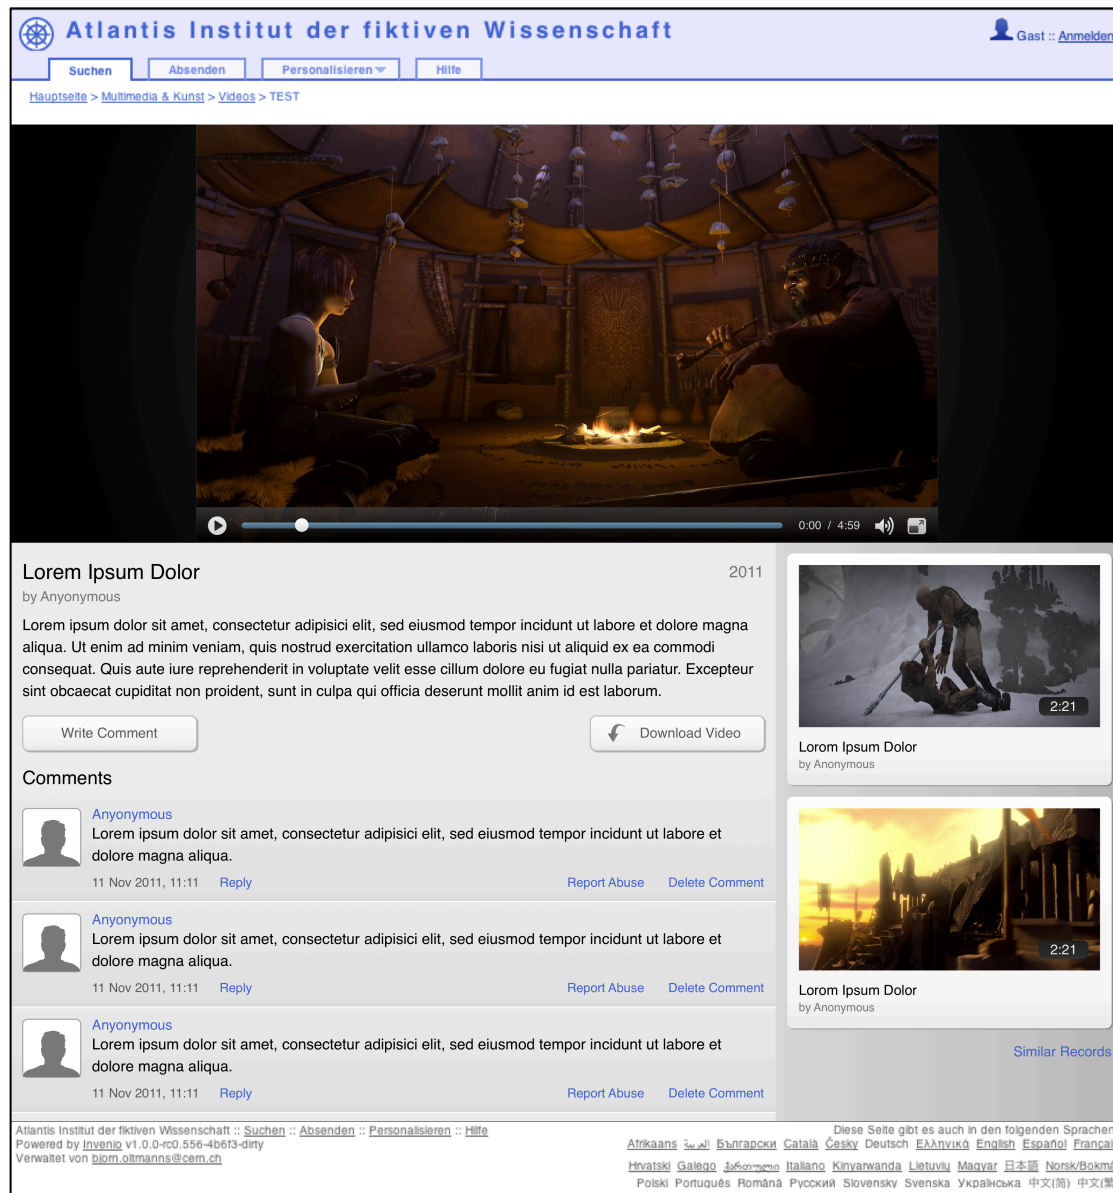 Atlantis Institut der fiktiven Wissenschaft
Gast :: Anmelden
Suchen Absenden Personalisieren Hilfe
Hauptseite > Multimedia & Kunst > Videos > TEST
0:00 / 4:59
Lorem Ipsum Dolor 2011
by Anyonymous
Lorem ipsum dolor sit amet, consectetur adipisici elit, sed eiusmod tempor incidunt ut labore et dolore magna
aliqua. Ut enim ad minim veniam, quis nostrud exercitation ullamco laboris nisi ut aliquid ex ea commodi
consequat. Quis aute iure reprehenderit in voluptate velit esse cillum dolore eu fugiat nulla pariatur. Excepteur
sint obcaecat cupiditat non proident, sunt in culpa qui officia deserunt mollit anim id est laborum.
Write Comment Download Video
Comments
Anyonymous
Lorem ipsum dolor sit amet, consectetur adipisici elit, sed eiusmod tempor incidunt ut labore et
dolore magna aliqua.
11 Nov 2011, 11:11 Reply Report Abuse Delete Comment
Anyonymous
Lorem ipsum dolor sit amet, consectetur adipisici elit, sed eiusmod tempor incidunt ut labore et
dolore magna aliqua.
11 Nov 2011, 11:11 Reply Report Abuse Delete Comment
Anyonymous
Lorem ipsum dolor sit amet, consectetur adipisici elit, sed eiusmod tempor incidunt ut labore et
dolore magna aliqua.
11 Nov 2011, 11:11 Reply Report Abuse Delete Comment
2:21
Lorom Ipsum Dolor
by Anonymous
2:21
Lorom Ipsum Dolor
by Anonymous
Similar Records
Atlantis Institut der fiktiven Wissenschaft :: Suchen :: Absenden :: Personalisieren :: Hilfe
Powered by Invenio v1.0.0-rc0.556-4b6f3-dirty
Verwaltet von bjorn.oltmanns@cern.ch
Diese Seite gibt es auch in den folgenden Sprachen
Afrikaans العربية Български Català Česky Deutsch Ελληνικά English Español Françai
Hrvatski Galego ქართული Italiano Kinyarwanda Lietuvių Magyar 日本語 Norsk/Bokmå
Polski Português Română Русский Slovensky Svenska Українська 中文(简) 中文(繁